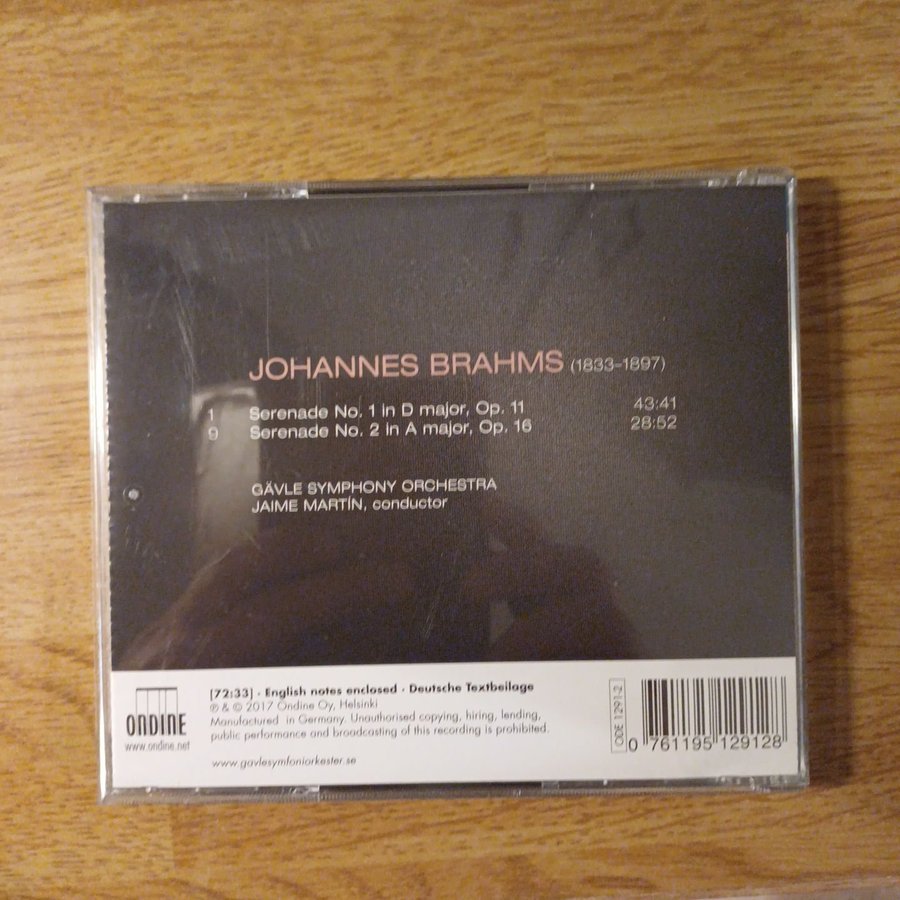 JOHANNES BRAHMS (1833–1897)
1 Serenade No. 1 in D major, Op. 11 43:41
9 Serenade No. 2 in A major, Op. 16 28:52
GÄVLE SYMPHONY ORCHESTRA
JAIME MARTÍN, conductor
ONDINE
www.ondine.net
[72:33] · English notes enclosed · Deutsche Textbeilage
℗ & © 2017 Ondine Oy, Helsinki
Manufactured in Germany. Unauthorised copying, hiring, lending,
public performance and broadcasting of this recording is prohibited.
www.gavlesymfoniorkester.se
ODE 1291-2
0 761195 129128